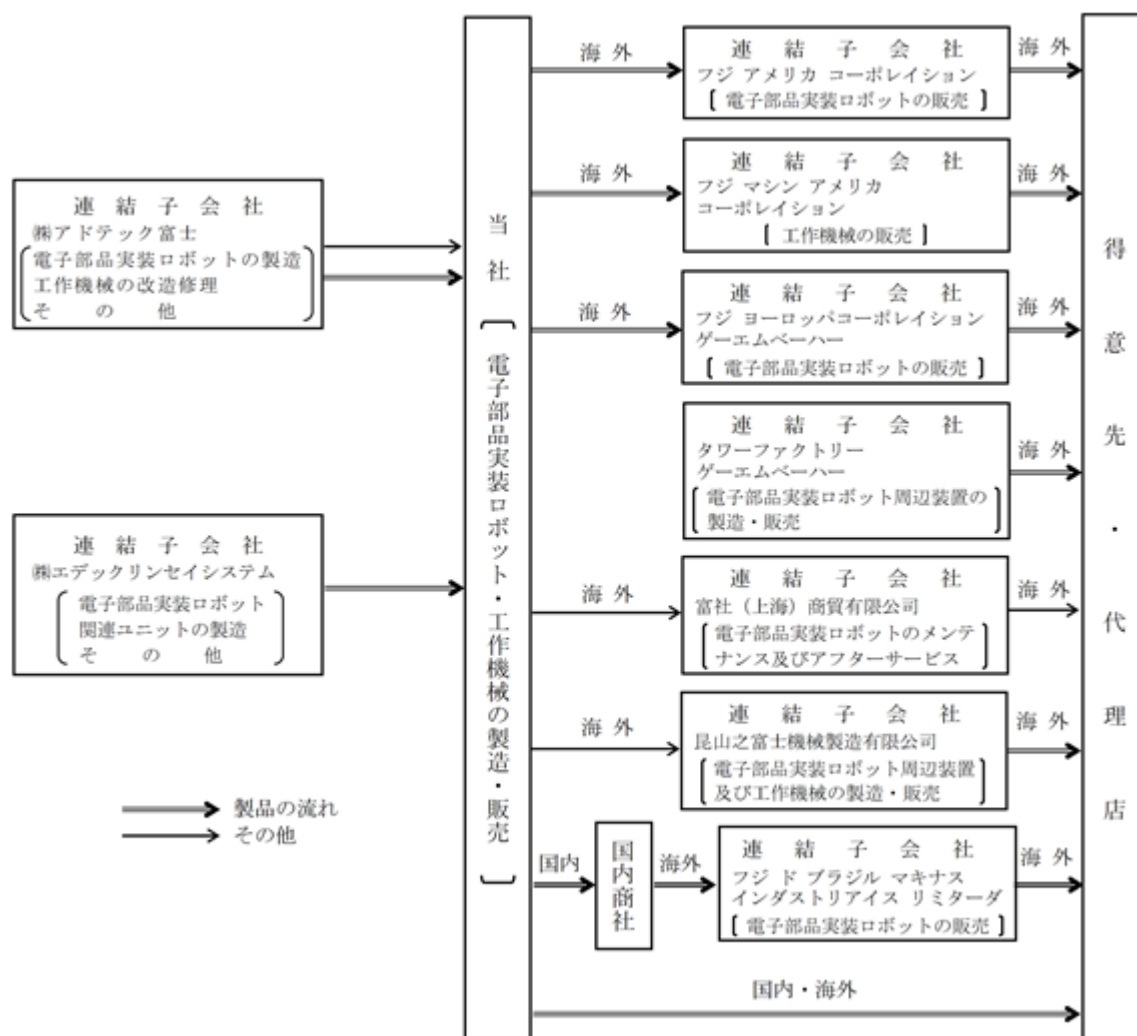 連結子会社
㈱アドテック富士
電子部品実装ロボットの製造
工作機械の改造修理
その他
連結子会社
㈱エデックリンセイシステム
電子部品実装ロボット
関連ユニットの製造
その他
製品の流れ
その他
当社
〔電子部品実装ロボット・工作機械の製造・販売〕
海外
連結子会社
フジ アメリカ コーポレイション
〔電子部品実装ロボットの販売〕
海外
海外
連結子会社
フジ マシン アメリカ
コーポレイション
〔工作機械の販売〕
海外
海外
連結子会社
フジ ヨーロッパコーポレイション
ゲーエムベーハー
〔電子部品実装ロボットの販売〕
海外
連結子会社
タワーファクトリー
ゲーエムベーハー
電子部品実装ロボット周辺装置の
製造・販売
海外
海外
連結子会社
富社（上海）商貿有限公司
電子部品実装ロボットのメンテ
ナンス及びアフターサービス
海外
海外
連結子会社
昆山之富士機械製造有限公司
電子部品実装ロボット周辺装置
及び工作機械の製造・販売
海外
国内
国内商社
海外
連結子会社
フジ ド ブラジル マキナス
インダストリアイス リミターダ
〔電子部品実装ロボットの販売〕
海外
国内・海外
得意先・代理店